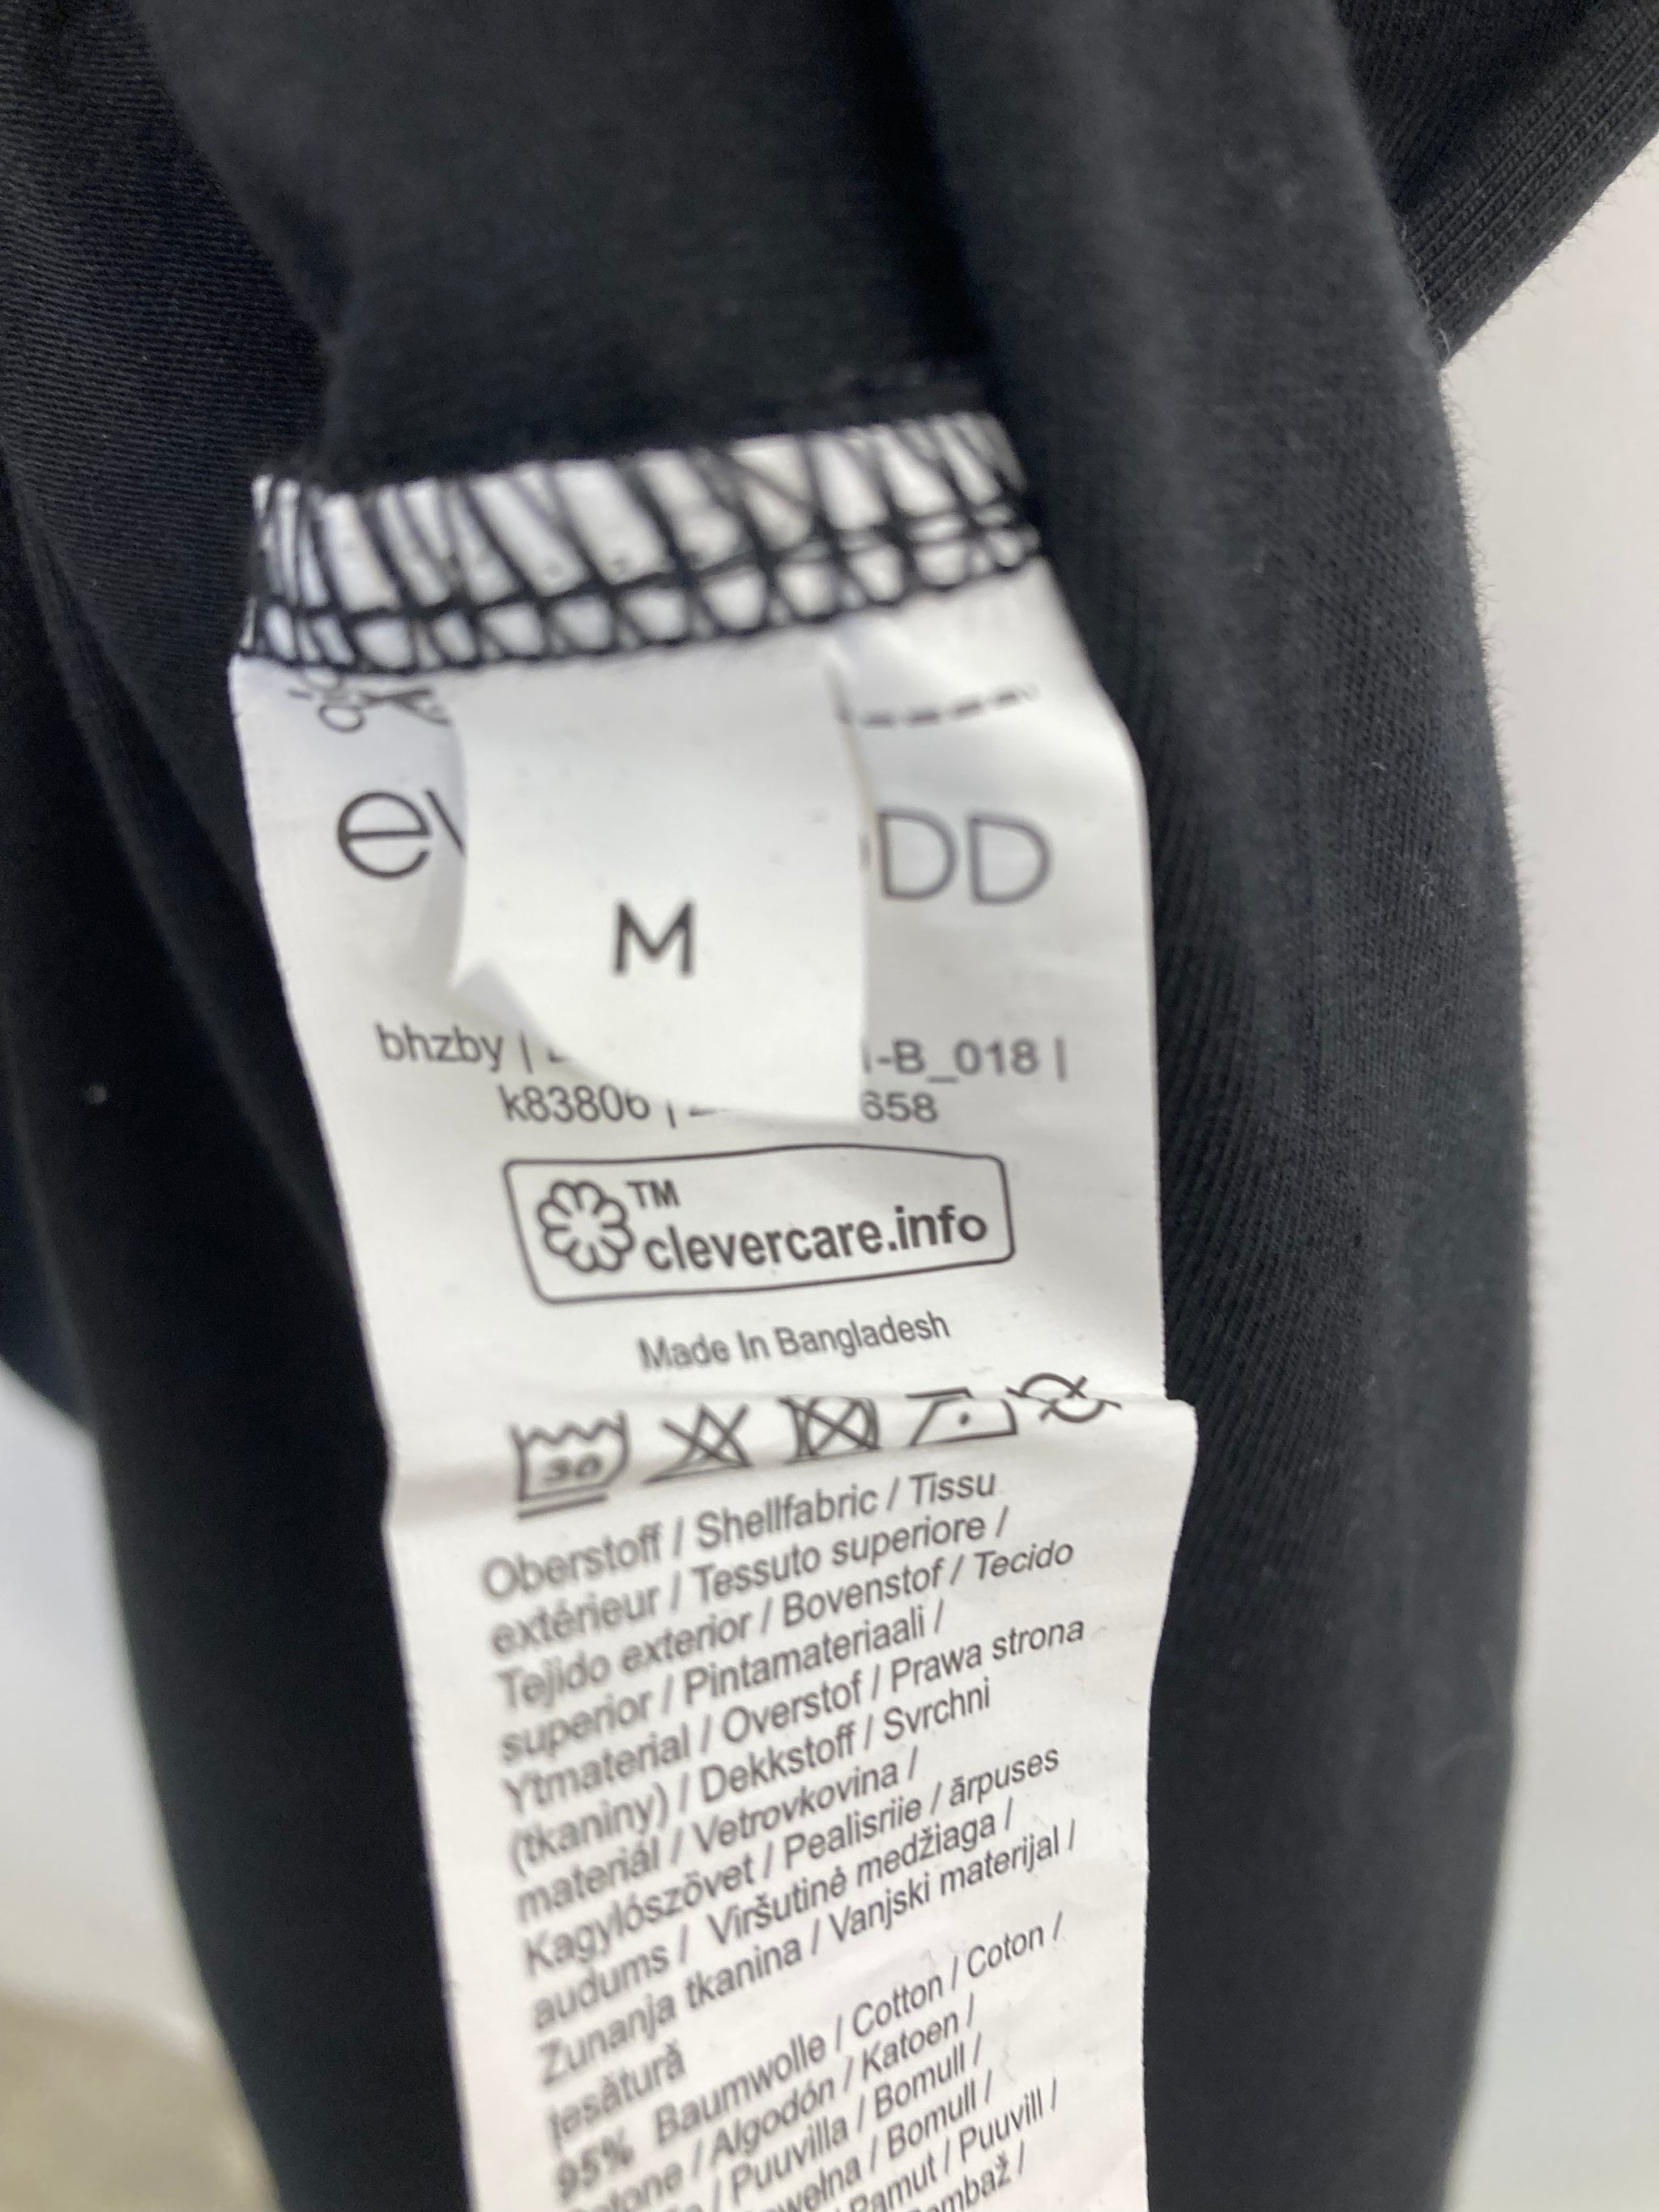 M
DD
bhzby |
-B_018 |
k83806 |
658
TM
clevercare.info
Made In Bangladesh
30
Oberstoff / Shellfabric / Tissu
extérieur / Tessuto superiore /
Tejido exterior / Bovenstof / Tecido
superior / Pintamateriaali /
Ytmaterial / Overstof / Prawa strona
(tkaniny) / Dekkstoff / Svrchni
materiál / Vetrovkovina /
Kagylószövet / Pealisriie / ārpuses
audums / Viršutinė medžiaga /
Zunanja tkanina / Vanjski materijal /
țesătură
95% Baumwolle / Cotton / Coton /
/ Algodón / Katoen /
/ Puuvilla / Bomull /
/ Bomull /
/ Puuvill /